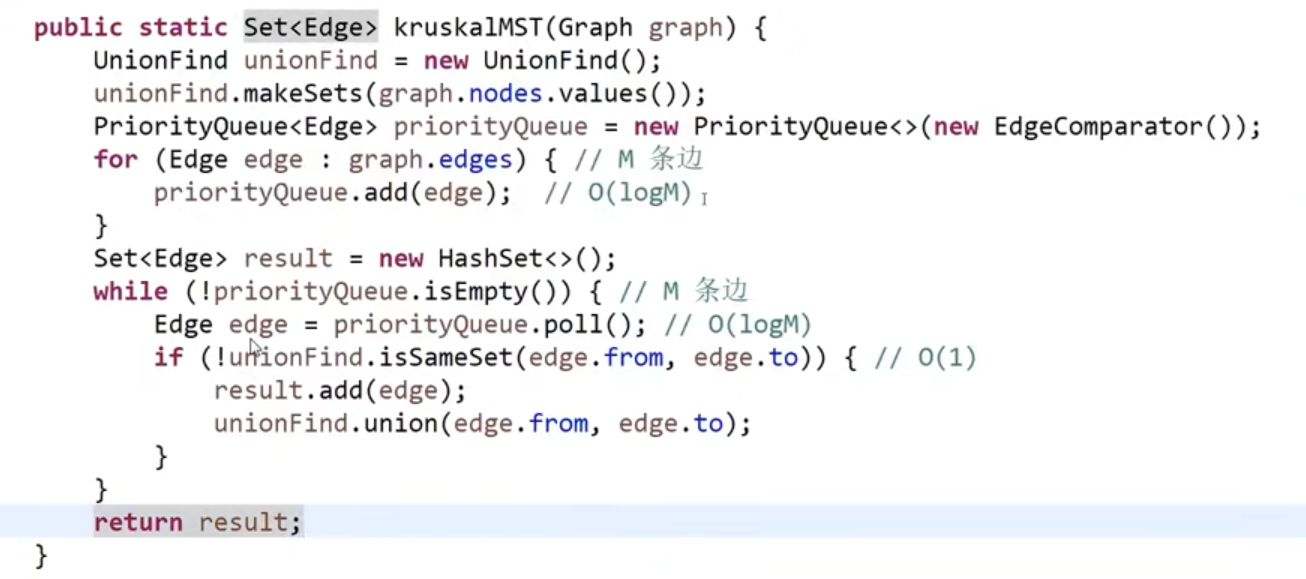 public static Set<Edge> kruskalMST(Graph graph) {
    UnionFind unionFind = new UnionFind();
    unionFind.makeSets(graph.nodes.values());
    PriorityQueue<Edge> priorityQueue = new PriorityQueue<>(new EdgeComparator());
    for (Edge edge : graph.edges) { // M 条边
        priorityQueue.add(edge);  // O(logM)
    }
    Set<Edge> result = new HashSet<>();
    while (!priorityQueue.isEmpty()) { // M 条边
        Edge edge = priorityQueue.poll(); // O(logM)
        if (!unionFind.isSameSet(edge.from, edge.to)) { // O(1)
            result.add(edge);
            unionFind.union(edge.from, edge.to);
        }
    }
    return result;
}